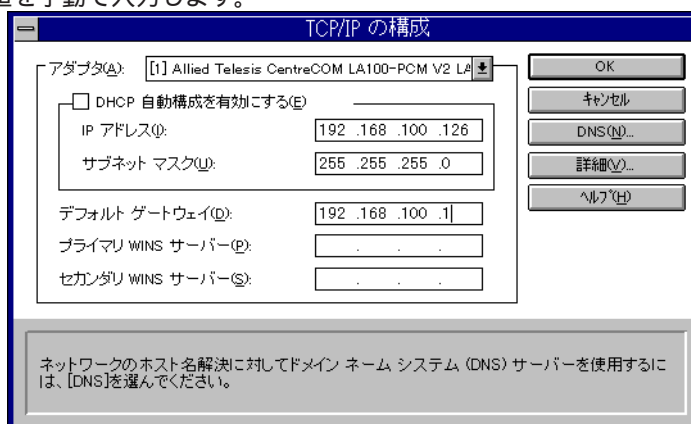 値を手動で入力します。
TCP/IP の構成
アダプタ(A): [1] Allied Telesis CentreCOM LA100-PCM V2 LA
DHCP 自動構成を有効にする(E)
IP アドレス(I): 192 .168 .100 .126
サブネット マスク(U): 255 .255 .255 .0
デフォルト ゲートウェイ(D): 192 .168 .100 .1
プライマリ WINS サーバー(P): . . .
セカンダリ WINS サーバー(S): . . .
OK
キャンセル
DNS(N)...
詳細(V)...
ヘルプ(H)
ネットワークのホスト名解決に対してドメイン ネーム システム (DNS) サーバーを使用するに
は、[DNS]を選んでください。